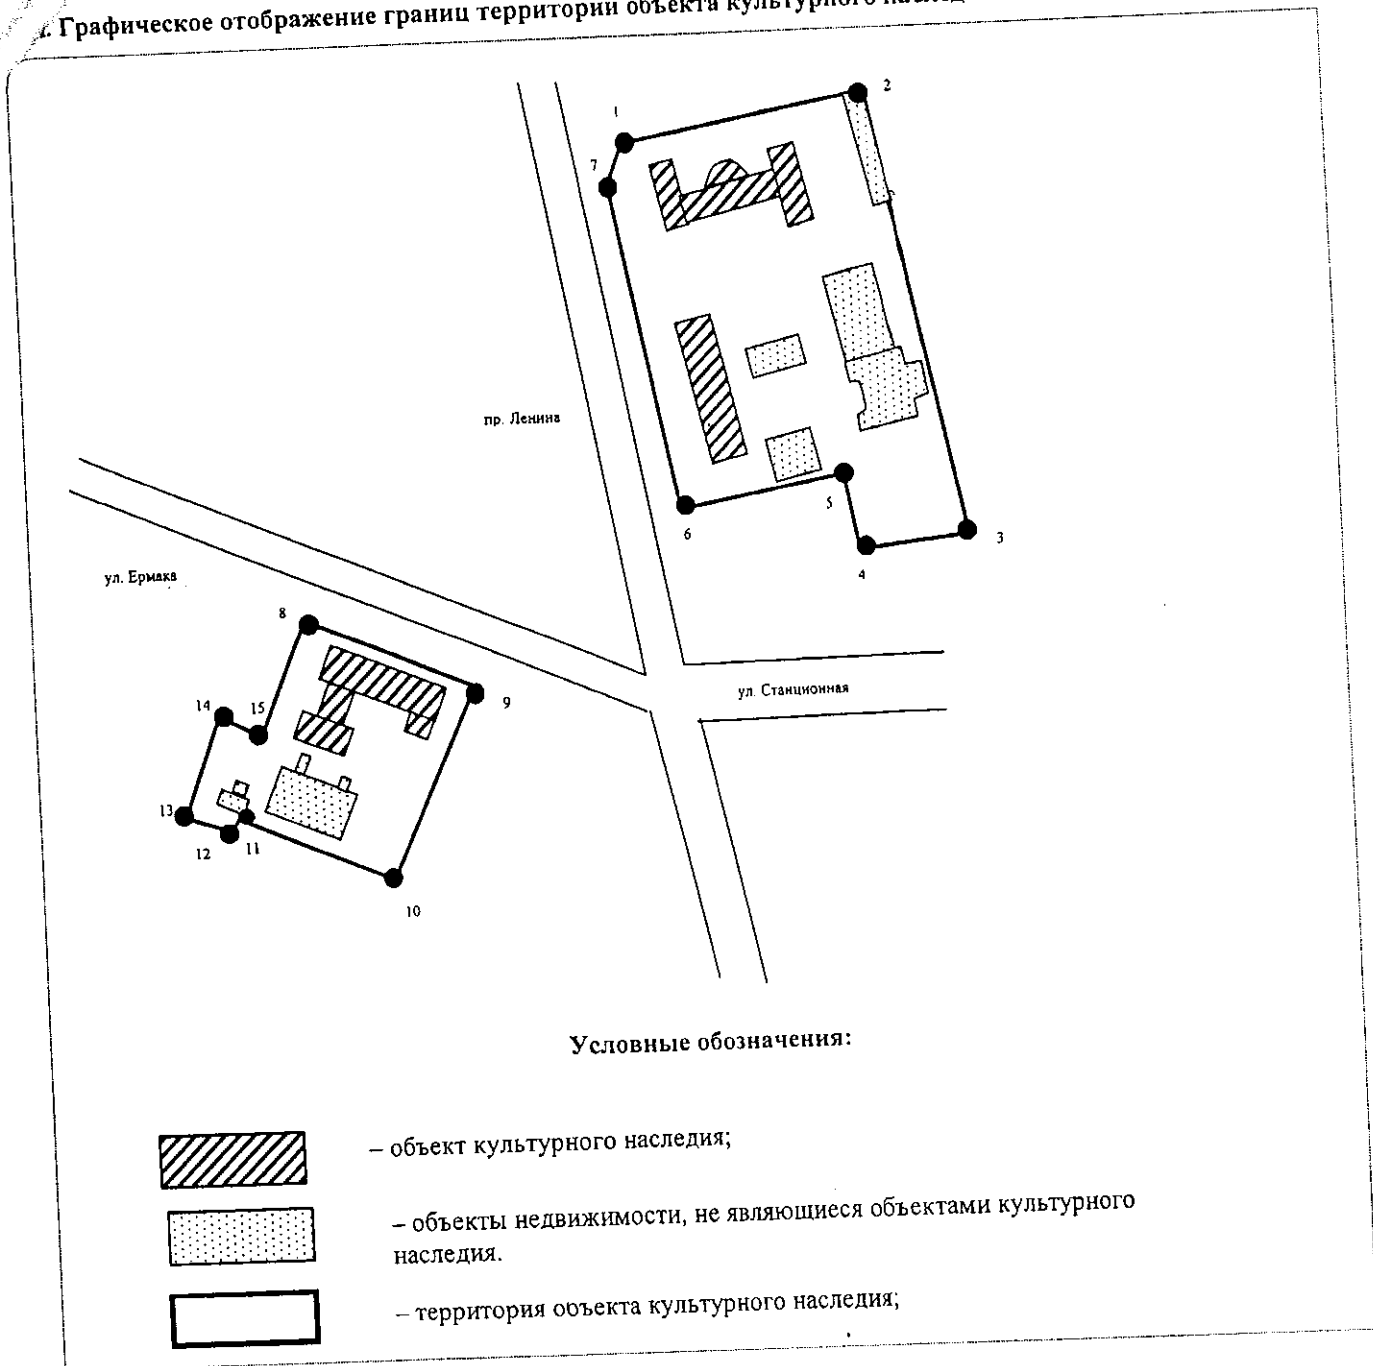 Графическое отображение границ территории объекта культурного
1
2
7
пр. Ленина
5
6
3
4
ул. Ермака
8
9
14
15
ул. Станционная
13
12
11
10
Условные обозначения:
– объект культурного наследия;
– объекты недвижимости, не являющиеся объектами культурного
наследия.
– территория объекта культурного наследия;